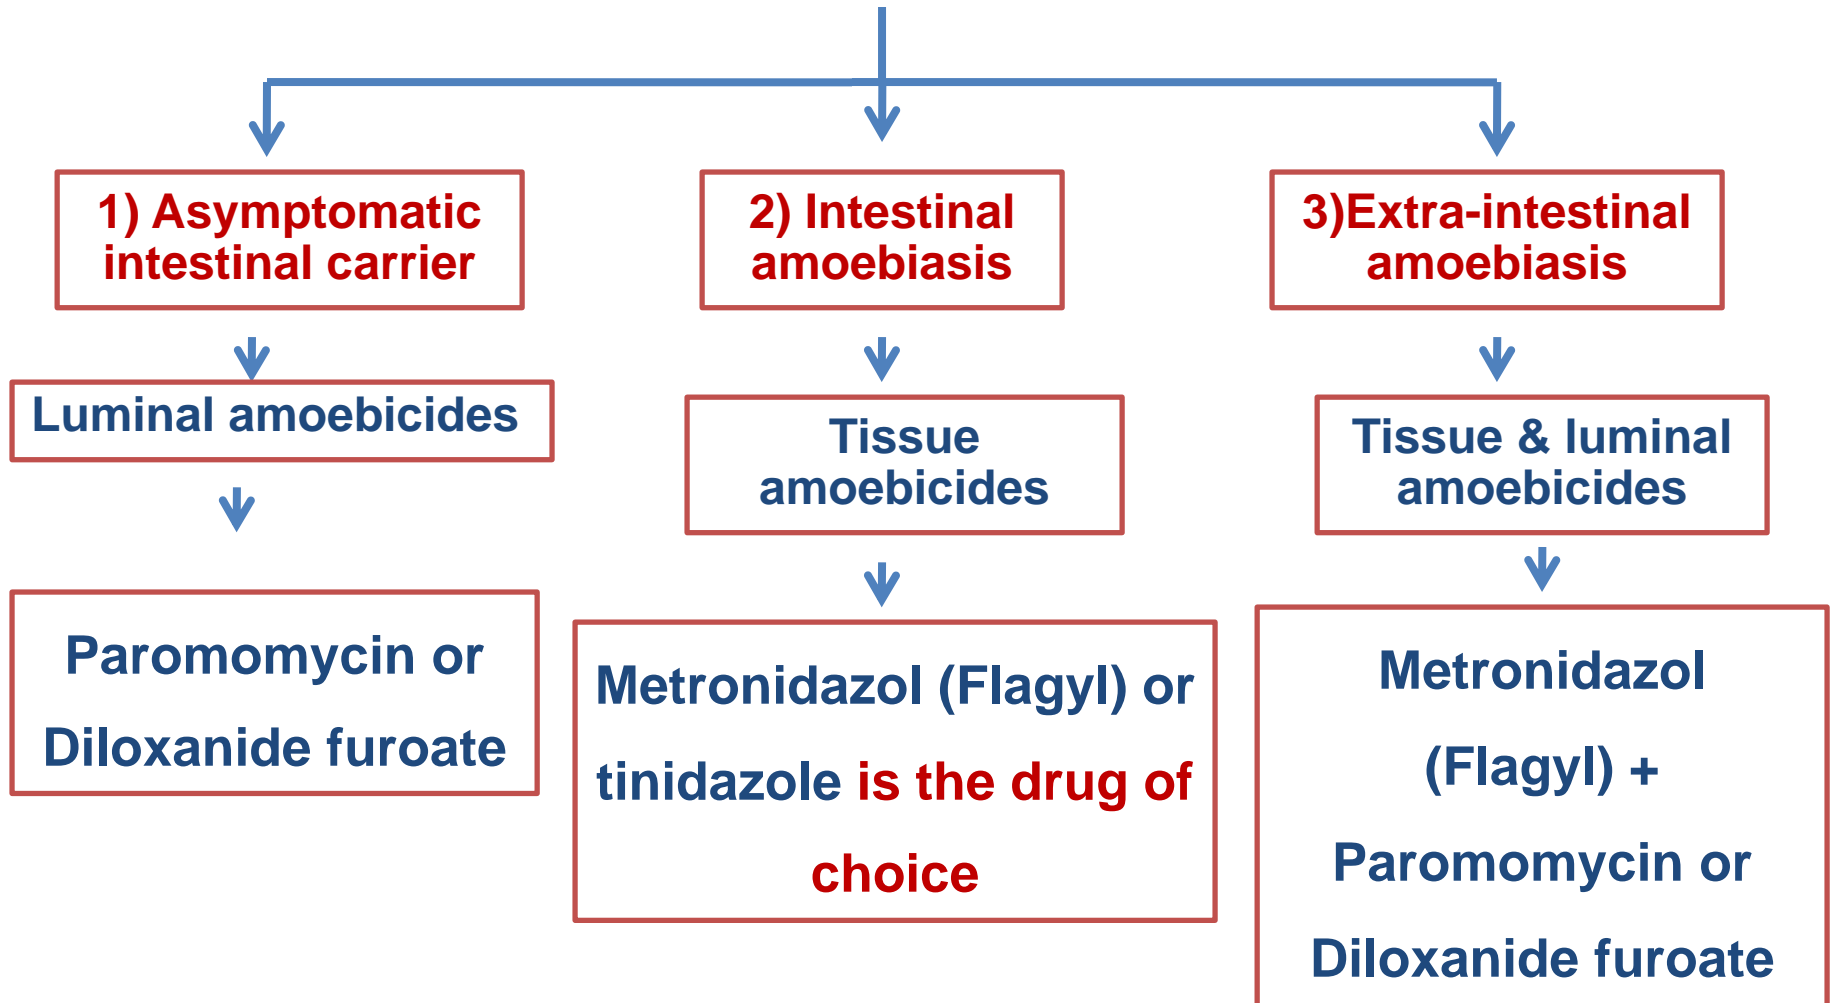 1) Asymptomatic
intestinal carrier
Luminal amoebicides
Paromomycin or
Diloxanide furoate
2) Intestinal
amoebiasis
Tissue
amoebicides
Metronidazol (Flagyl) or
tinidazole is the drug of
choice
3)Extra-intestinal
amoebiasis
Tissue & luminal
amoebicides
Metronidazol
(Flagyl) +
Paromomycin or
Diloxanide furoate